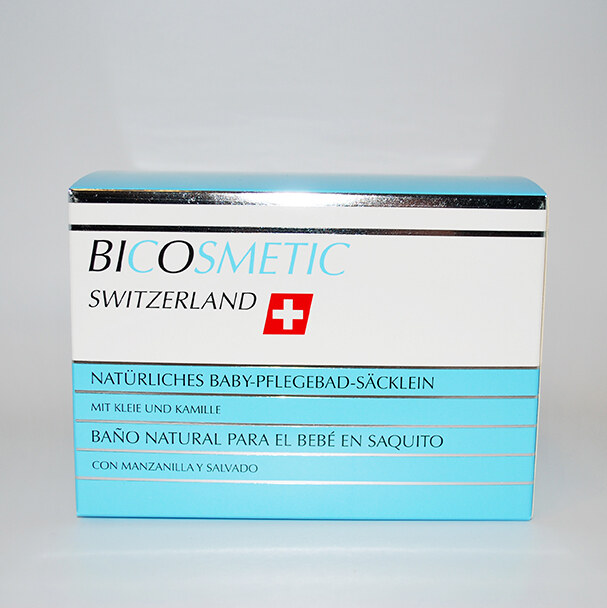 BICOSMETIC
SWITZERLAND
NATÜRLICHES BABY-PFLEGEBAD-SÄCKLEIN
MIT KLEIE UND KAMILLE
BAÑO NATURAL PARA EL BEBÉ EN SAQUITO
CON MANZANILLA Y SALVADO